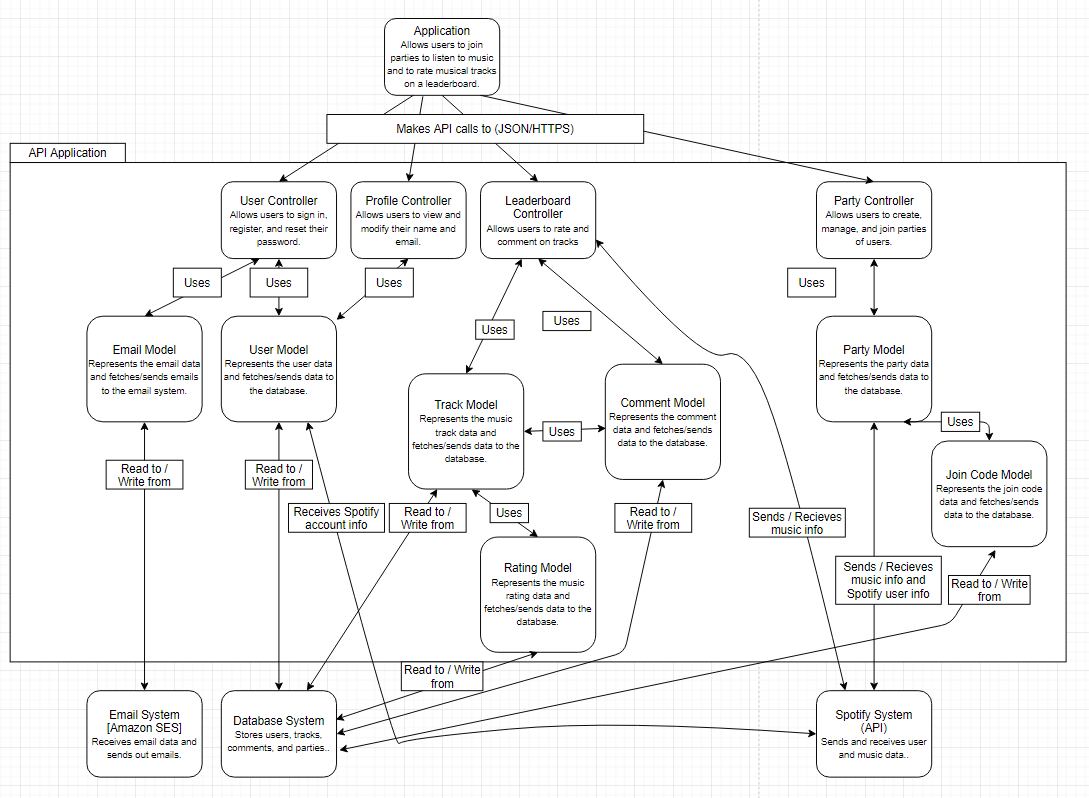 Application
Allows users to join
parties to listen to music
and to rate musical tracks
on a leaderboard.
Makes API calls to (JSON/HTTPS)
API Application
User Controller
Allows users to sign in,
register, and reset their
password.
Profile Controller
Allows users to view and
modify their name and
email.
Leaderboard
Controller
Allows users to rate and
comment on tracks
Party Controller
Allows users to create,
manage, and join parties
of users.
Uses
Uses
Uses
Uses
Uses
Uses
Email Model
Represents the email data
and fetches/sends emails
to the email system.
User Model
Represents the user data
and fetches/sends data to
the database.
Track Model
Represents the music
track data and
fetches/sends data to the
database.
Uses
Comment Model
Represents the comment
data and fetches/sends
data to the database.
Party Model
Represents the party data
and fetches/sends data to
the database.
Uses
Join Code Model
Represents the join code
data and fetches/sends
data to the database.
Read to /
Write from
Read to /
Write from
Receives Spotify
account info
Read to /
Write from
Uses
Read to /
Write from
Sends / Recieves
music info
Rating Model
Represents the music
rating data and
fetches/sends data to the
database.
Sends / Recieves
music info and
Spotify user info
Read to / Write
from
Read to / Write
from
Email System
[Amazon SES]
Receives email data and
sends out emails.
Database System
Stores users, tracks,
comments, and parties..
Spotify System
(API)
Sends and receives user
and music data..